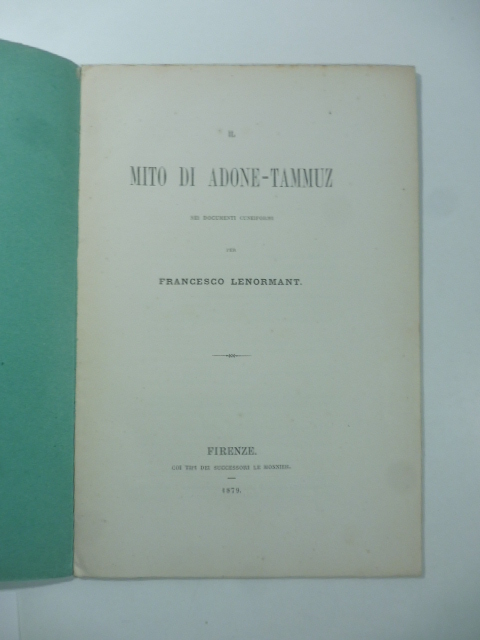 IL
MITO DI ADONE-TAMMUZ
NEI DOCUMENTI CUNEIFORMI
PER
FRANCESCO LENORMANT.
FIRENZE.
COI TIPI DEI SUCCESSORI LE MONNIER.
1879.